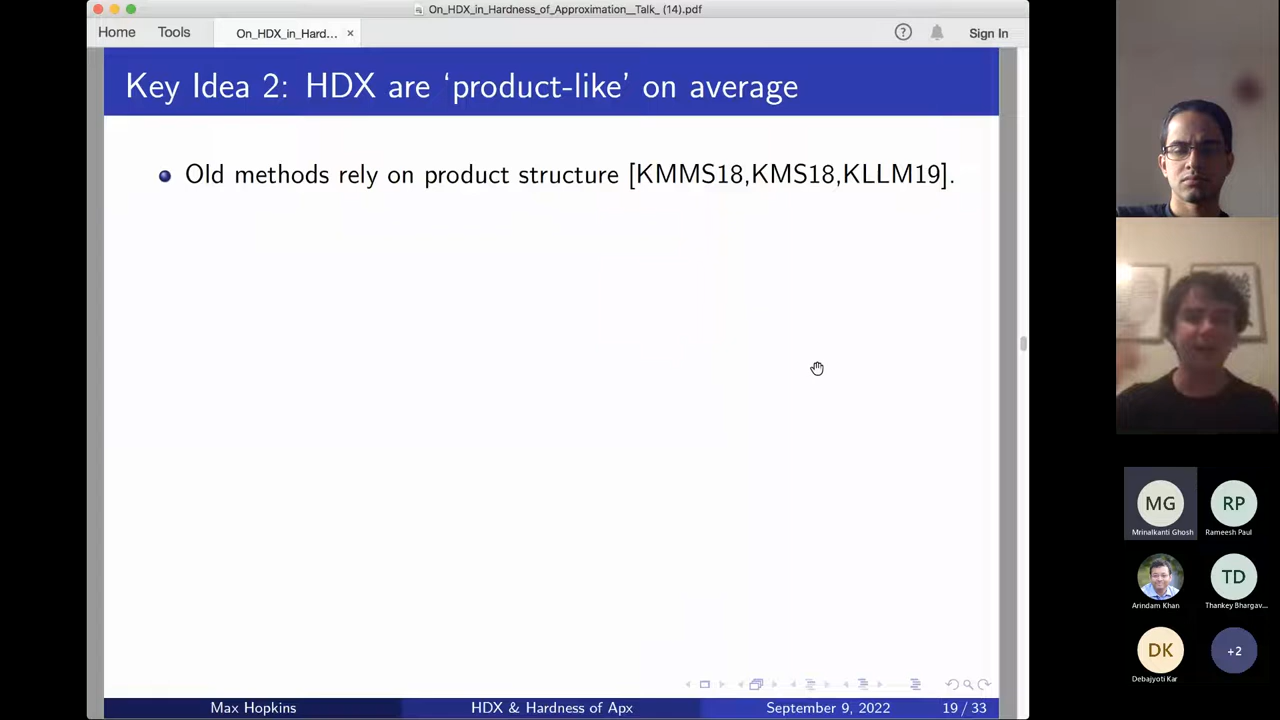 On_HDX_in_Hardness_of_Approximation__Talk_ (14).pdf
Home
Tools
On_HDX_in_Hard...
×
?
Sign In
Key Idea 2: HDX are ‘product-like’ on average
Old methods rely on product structure [KMMS18,KMS18,KLLM19].
MG
Mrinalkanti Ghosh
RP
Rameesh Paul
Arindam Khan
TD
Thankey Bhargav...
DK
Debajyoti Kar
+2
Max Hopkins
HDX & Hardness of Apx
September 9, 2022
19 / 33